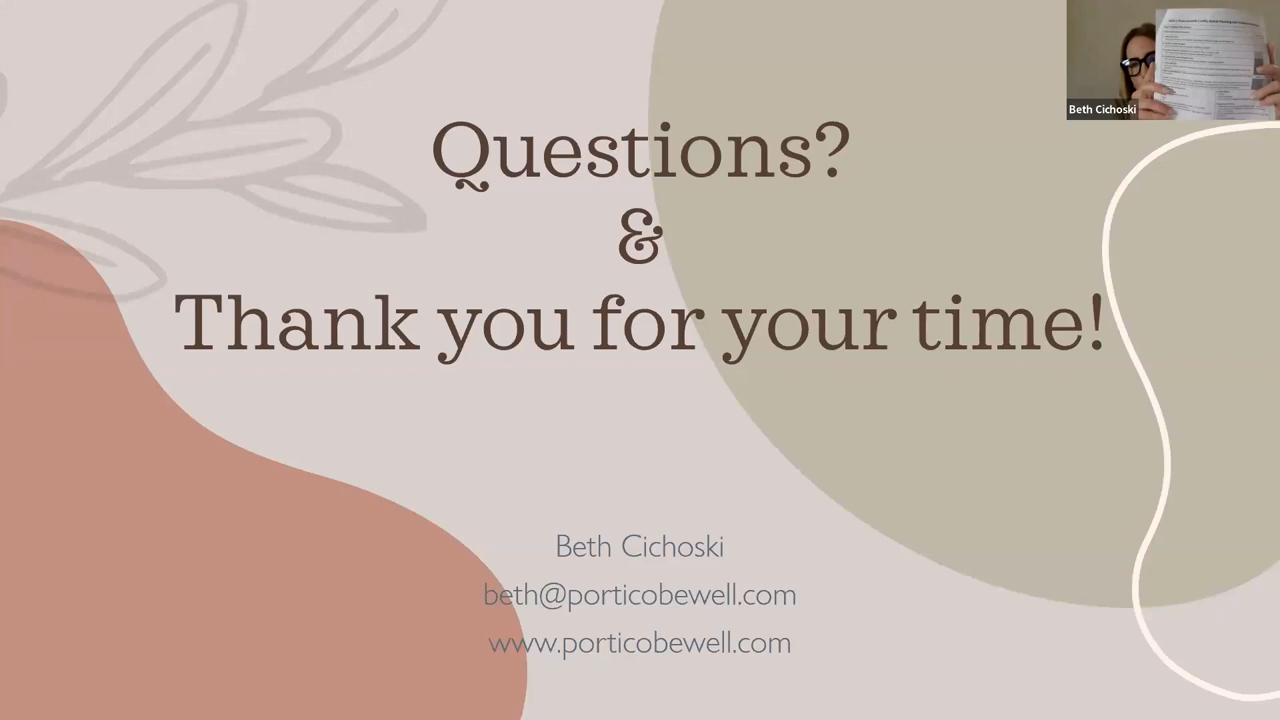 Questions?
&
Thank you for your time!
Beth Cichoski
beth@porticobewell.com
www.porticobewell.com
Beth Cichoski